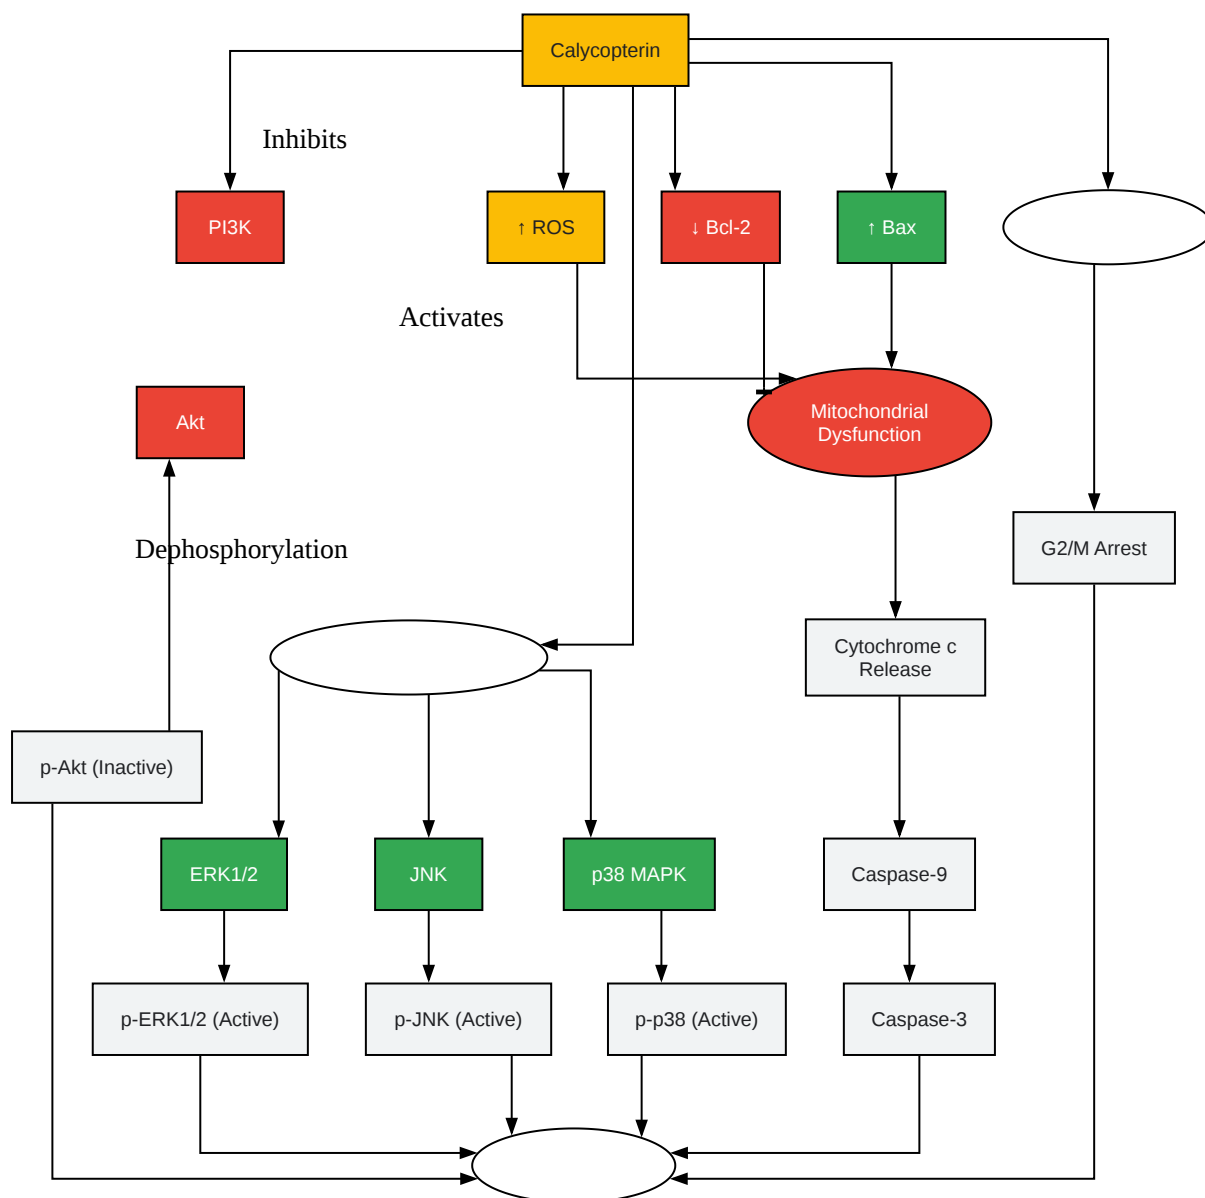 Calycopterin
Inhibits
PI3K
↑ ROS
↓ Bcl-2
↑ Bax
Activates
Akt
Mitochondrial
Dysfunction
Dephosphorylation
G2/M Arrest
Cytochrome c
Release
p-Akt (Inactive)
ERK1/2
JNK
p38 MAPK
Caspase-9
p-ERK1/2 (Active)
p-JNK (Active)
p-p38 (Active)
Caspase-3